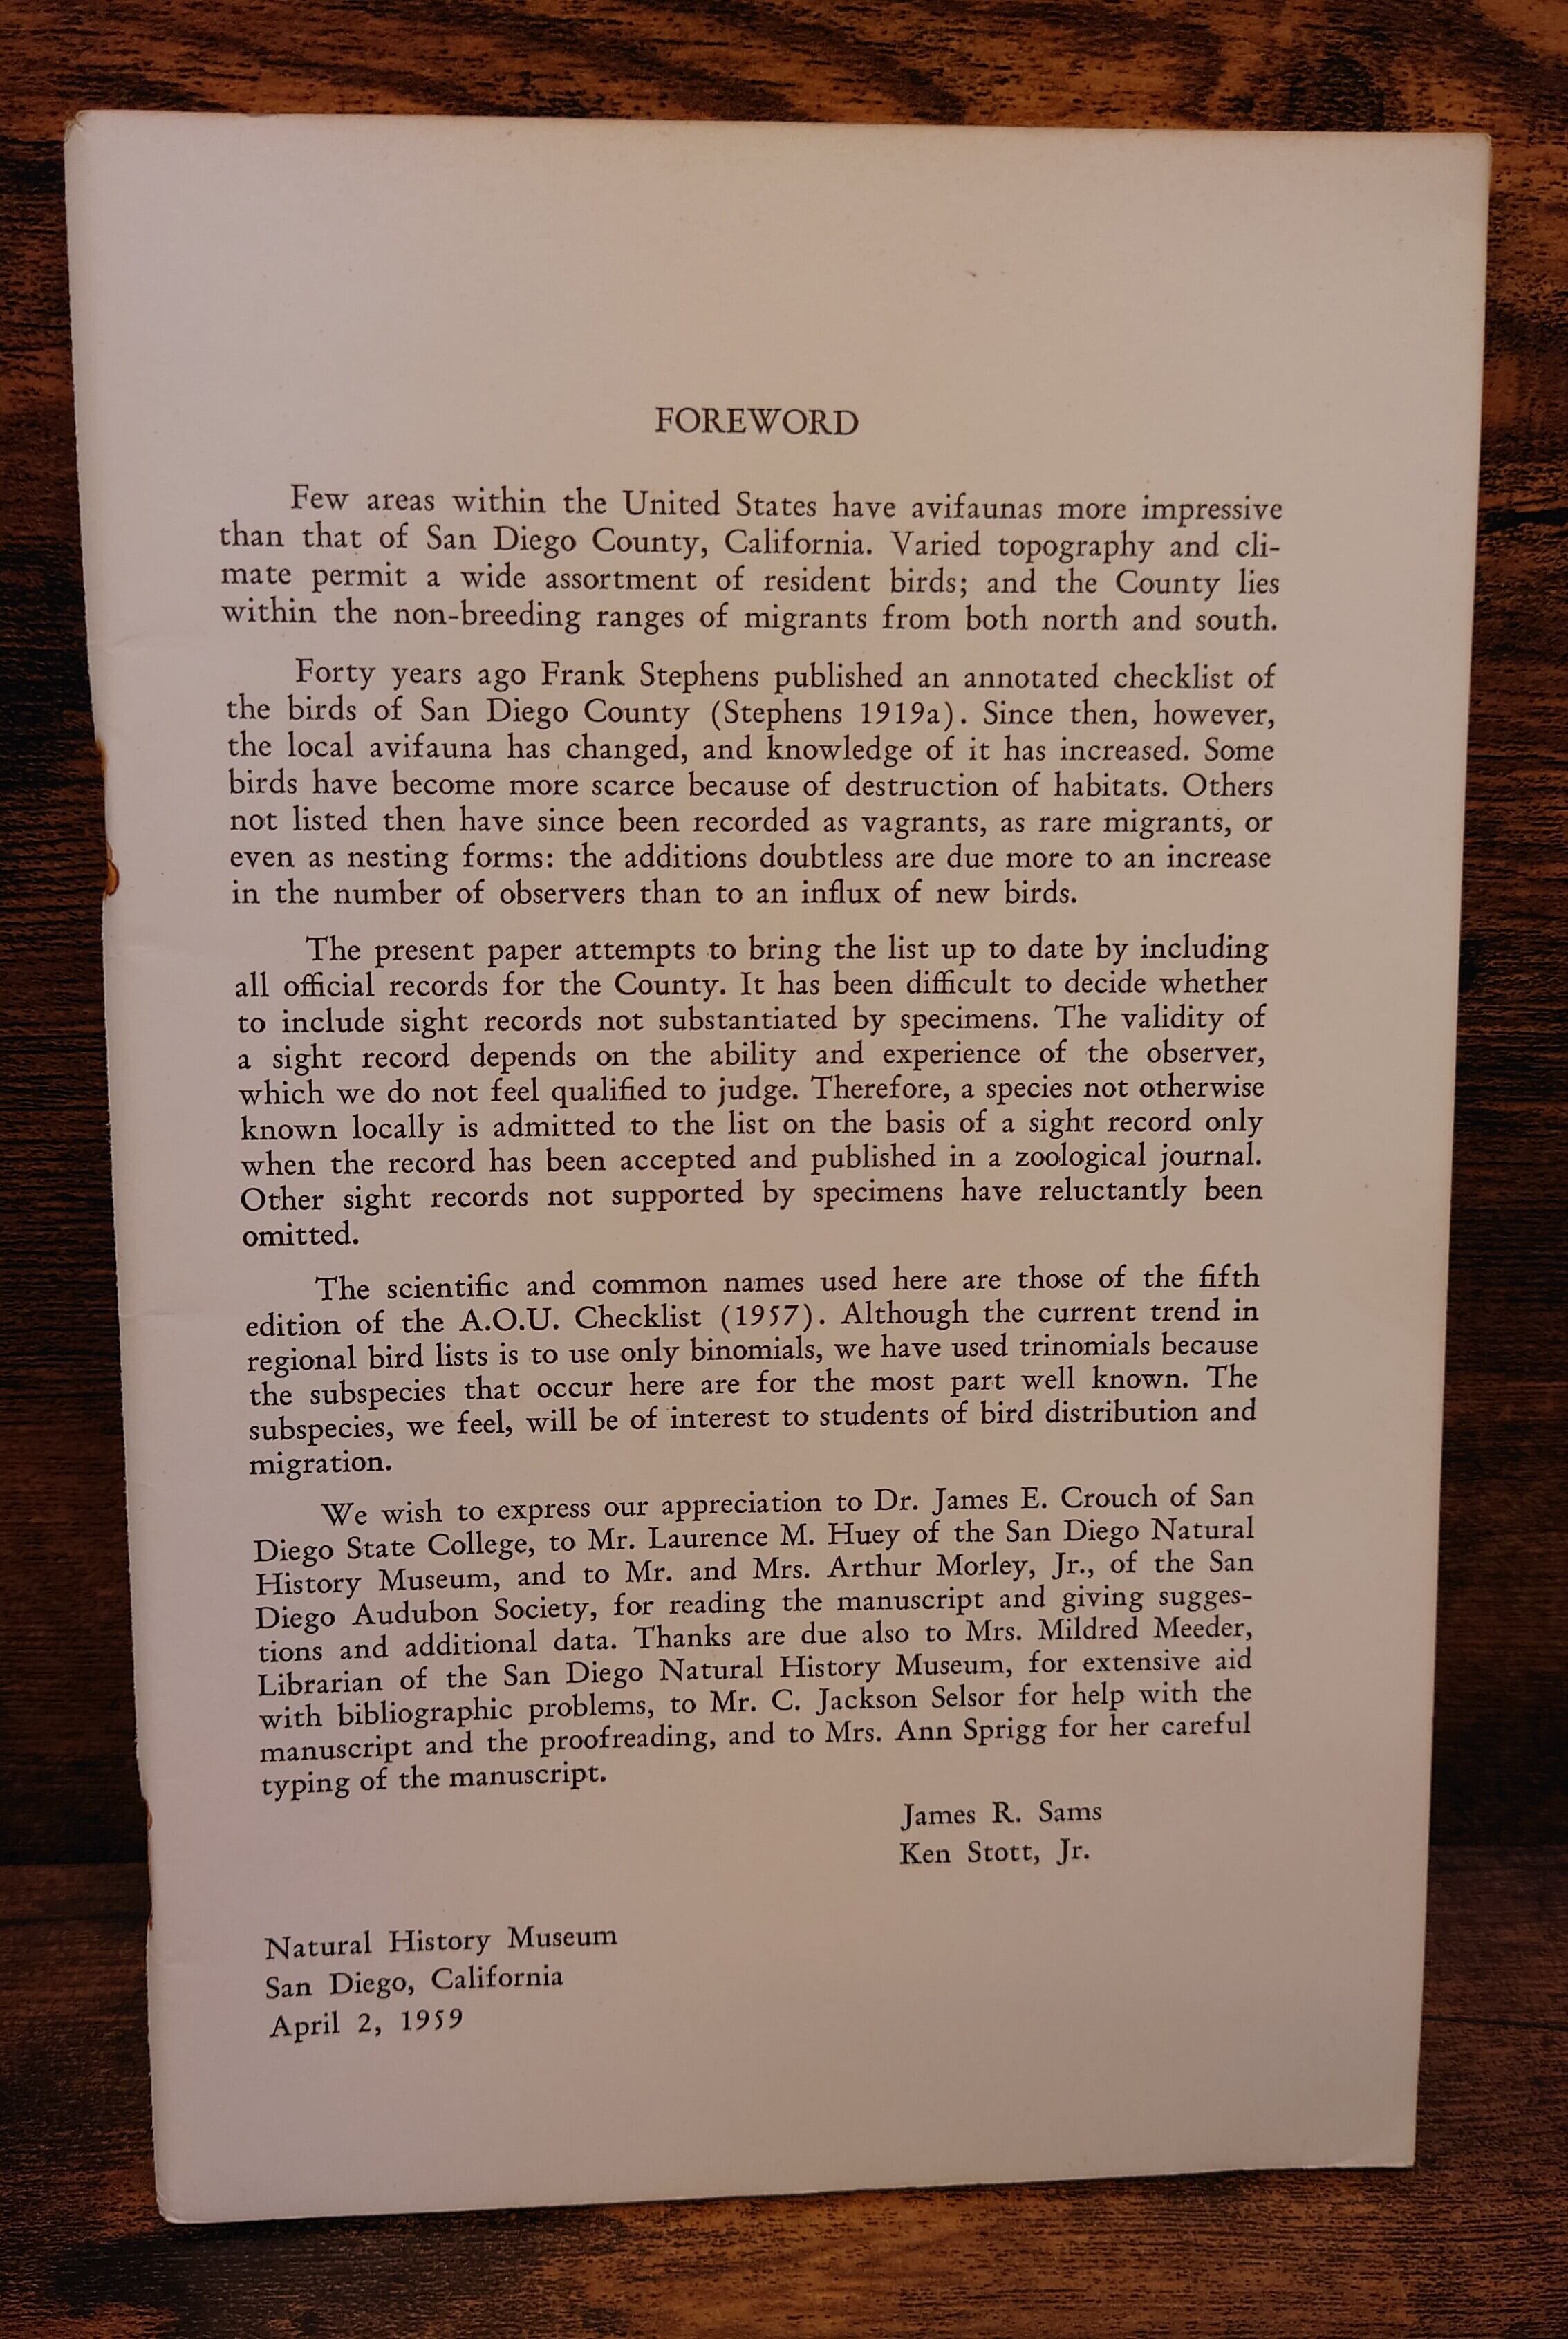 FOREWORD
Few areas within the United States have avifaunas more impressive
than that of San Diego County, California. Varied topography and cli-
mate permit a wide assortment of resident birds; and the County lies
within the non-breeding ranges of migrants from both north and south.
Forty years ago Frank Stephens published an annotated checklist of
the birds of San Diego County (Stephens 1919a). Since then, however,
the local avifauna has changed, and knowledge of it has increased. Some
birds have become more scarce because of destruction of habitats. Others
not listed then have since been recorded as vagrants, as rare migrants, or
even as nesting forms: the additions doubtless are due more to an increase
in the number of observers than to an influx of new birds.
The present paper attempts to bring the list up to date by including
all official records for the County. It has been difficult to decide whether
to include sight records not substantiated by specimens. The validity of
a sight record depends on the ability and experience of the observer,
which we do not feel qualified to judge. Therefore, a species not otherwise
known locally is admitted to the list on the basis of a sight record only
when the record has been accepted and published in a zoological journal.
Other sight records not supported by specimens have reluctantly been
omitted.
The scientific and common names used here are those of the fifth
edition of the A.O.U. Checklist (1957). Although the current trend in
regional bird lists is to use only binomials, we have used trinomials because
the subspecies that occur here are for the most part well known. The
subspecies, we feel, will be of interest to students of bird distribution and
migration.
We wish to express our appreciation to Dr. James E. Crouch of San
Diego State College, to Mr. Laurence M. Huey of the San Diego Natural
History Museum, and to Mr. and Mrs. Arthur Morley, Jr., of the San
Diego Audubon Society, for reading the manuscript and giving sugges-
tions and additional data. Thanks are due also to Mrs. Mildred Meeder,
Librarian of the San Diego Natural History Museum, for extensive aid
with bibliographic problems, to Mr. C. Jackson Selsor for help with the
manuscript and the proofreading, and to Mrs. Ann Sprigg for her careful
typing of the manuscript.
James R. Sams
Ken Stott, Jr.
Natural History Museum
San Diego, California
April 2, 1959